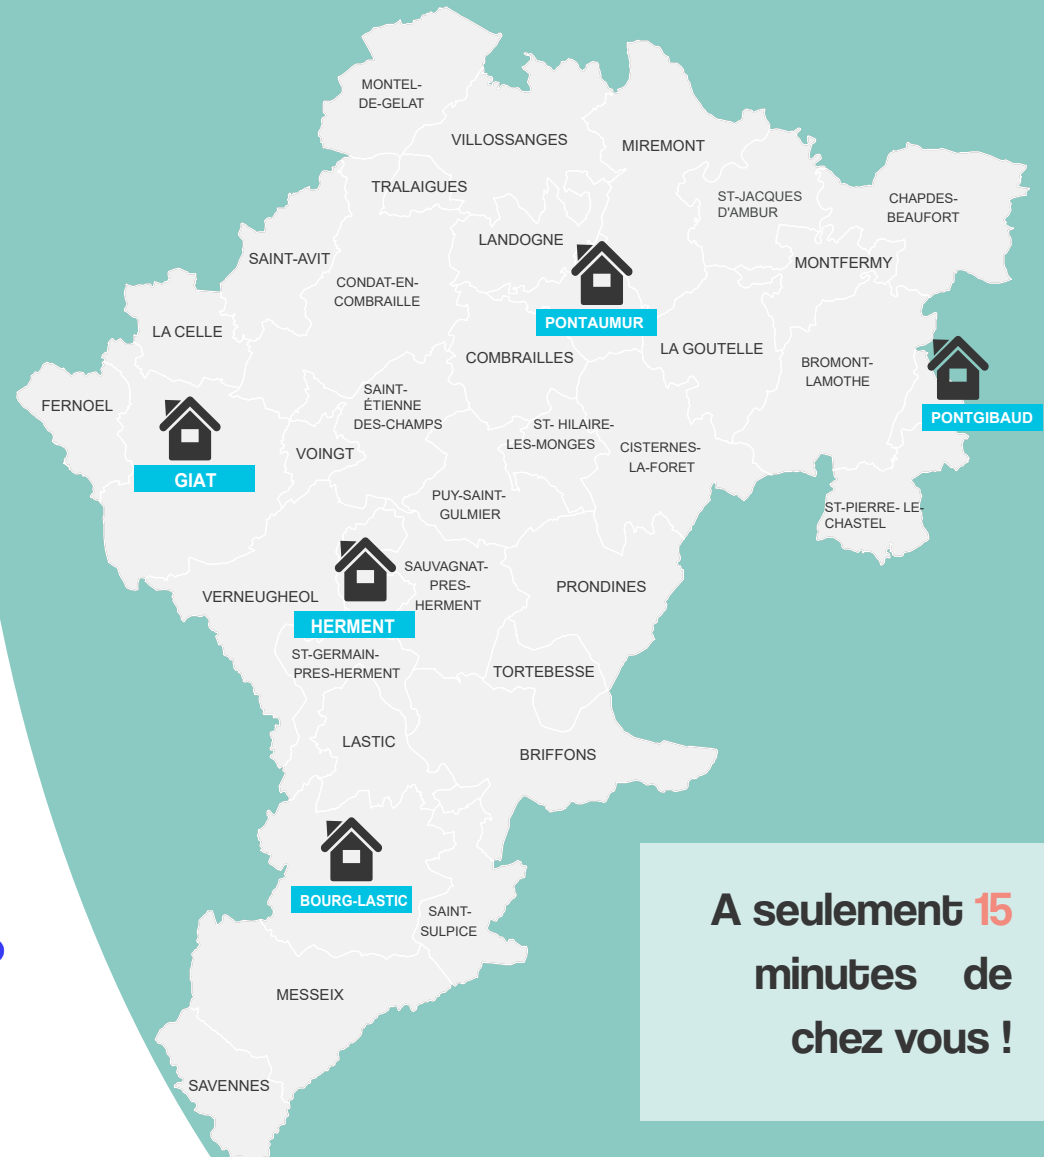 MONTEL-
DE-GELAT
VILLOSSANGES
MIREMONT
TRALAIGUES
ST-JACQUES
D'AMBUR
CHAPDES-
BEAUFORT
LANDOGNE
SAINT-AVIT
MONTFERMY
CONDAT-EN-
COMBRAILLE
PONTAUMUR
LA CELLE
COMBRAILLES
LA GOUTELLE
BROMONT-
LAMOTHE
FERNOEL
SAINT-
ÉTIENNE
DES-CHAMPS
PONTGIBAUD
ST- HILAIRE-
LES-MONGES
CISTERNES-
LA-FORET
VOINGT
GIAT
PUY-SAINT-
GULMIER
ST-PIERRE- LE-
CHASTEL
SAUVAGNAT-
PRES-
HERMENT
PRONDINES
VERNEUGHEOL
HERMENT
ST-GERMAIN-
PRES-HERMENT
TORTEBESSE
LASTIC
BRIFFONS
BOURG-LASTIC
SAINT-
SULPICE
MESSEIX
SAVENNES
A seulement 15
minutes de
chez vous !